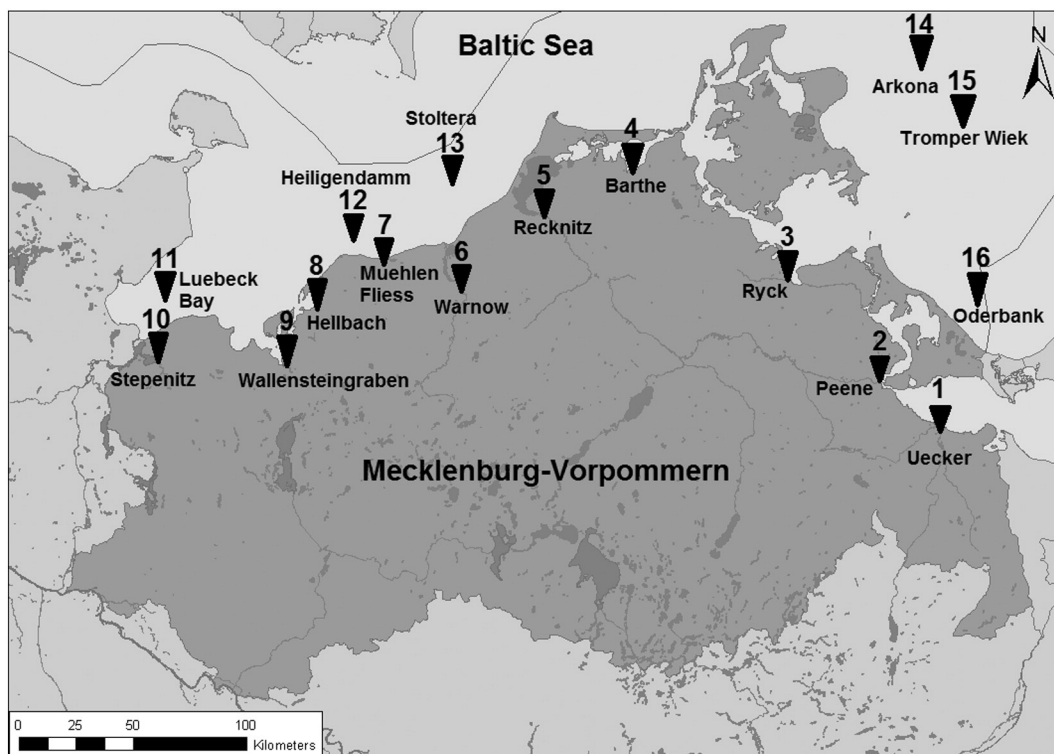 Baltic Sea
14
N
Arkona
15
Tromper Wiek
Stoltera
13
4
Barthe
5
Recknitz
Heiligendamm
12
7
Muehlen
Fliess
6
Warnow
3
Ryck
16
Oderbank
11
Luebeck
Bay
8
Hellbach
10
Stepenitz
9
Wallensteingraben
2
Peene
1
Uecker
Mecklenburg-Vorpommern
0 25 50 100
Kilometers